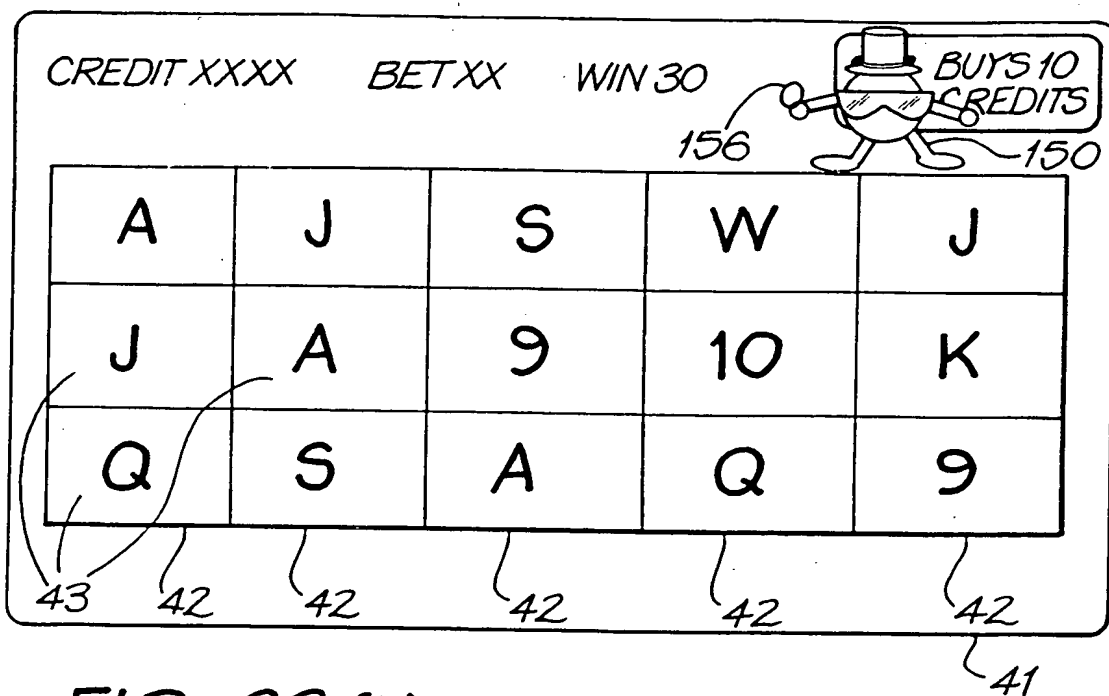 CREDIT XXXX BET XX WIN 30 BUYS 10
CREDITS
156
150
A J S W J
J A 9 10 K
Q S A Q 9
43 42 42 42 42 42
41